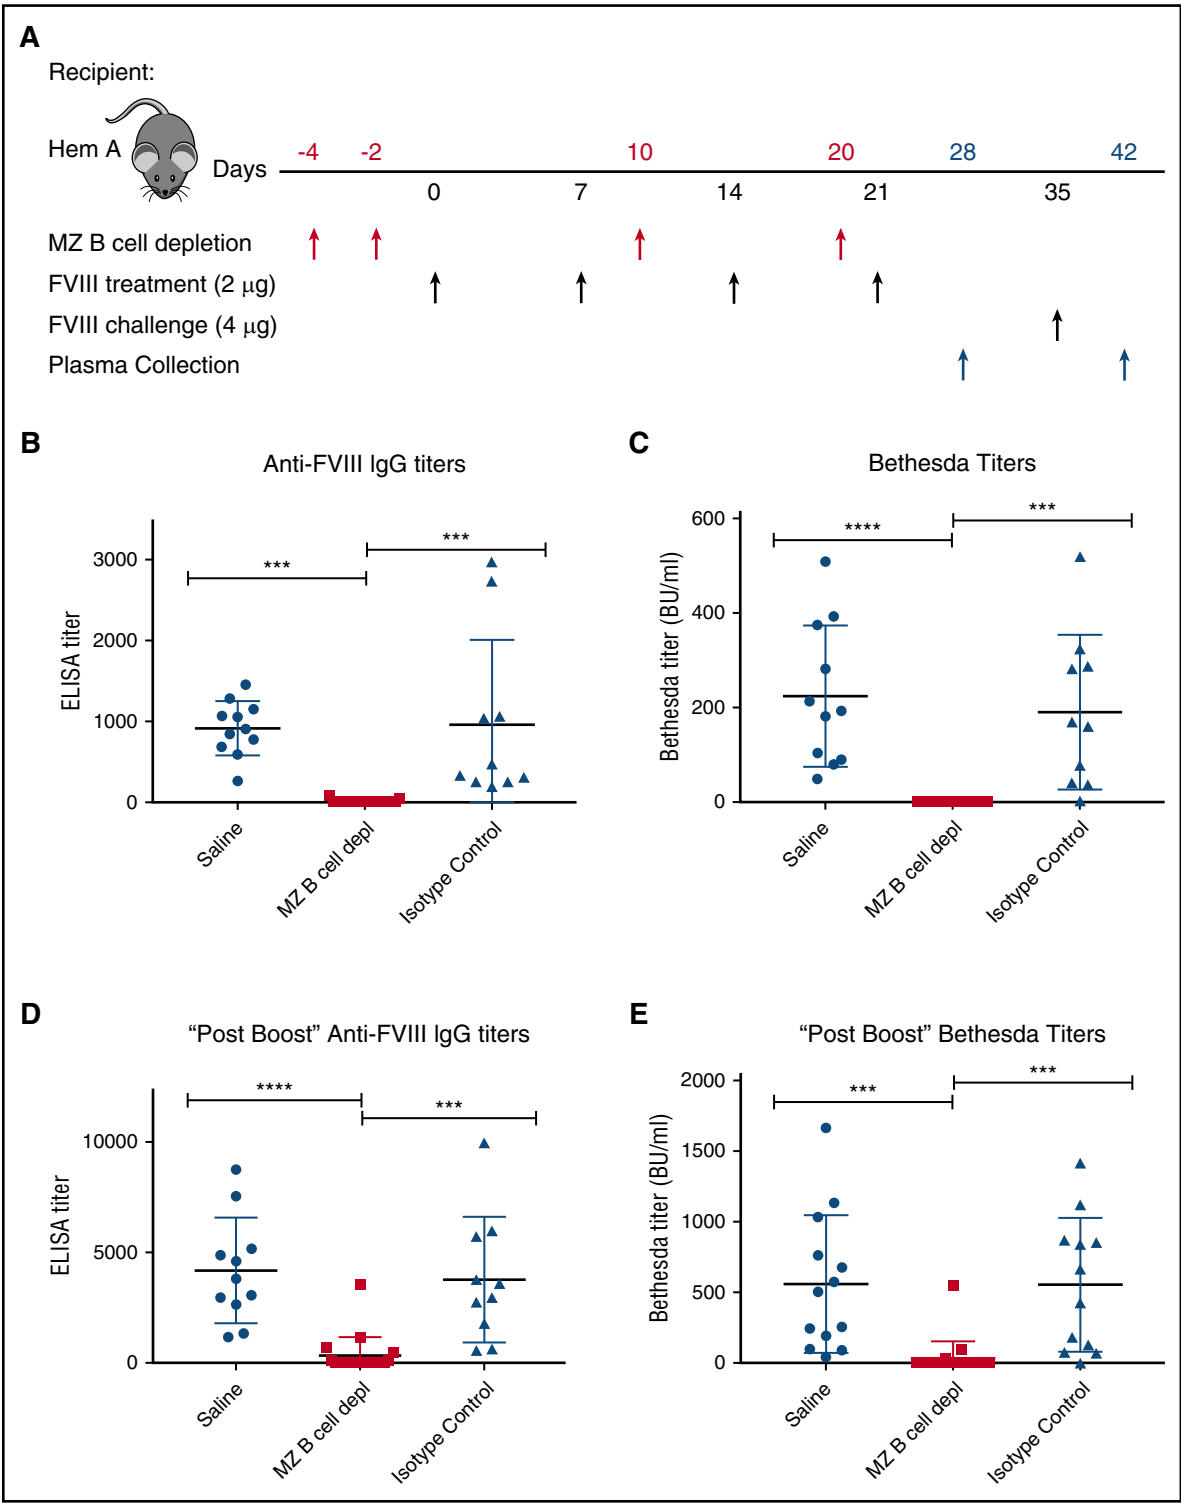 A
Recipient:
Hem A
Days
-4 -2 10 20 28 42
0 7 14 21 35
MZ B cell depletion
FVIII treatment (2 μg)
FVIII challenge (4 μg)
Plasma Collection
B
Anti-FVIII IgG titers
ELISA titer
3000
2000
1000
0
***
***
Saline
MZ B cell depl
Isotype Control
C
Bethesda Titers
Bethesda titer (BU/ml)
600
400
200
0
****
***
Saline
MZ B cell depl
Isotype Control
D
“Post Boost” Anti-FVIII IgG titers
ELISA titer
10000
5000
0
****
***
Saline
MZ B cell depl
Isotype Control
E
“Post Boost” Bethesda Titers
Bethesda titer (BU/ml)
2000
1500
1000
500
0
***
***
Saline
MZ B cell depl
Isotype Control